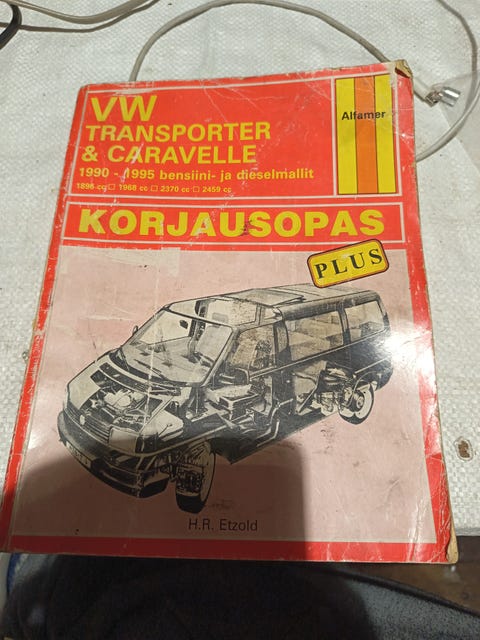 VW
TRANSPORTER
& CARAVELLE
1990 - 1995 bensiini- ja dieselmallit
1896 cc □ 1968 cc □ 2370 cc □ 2459 cc
Alfamer
KORJAUSOPAS
PLUS
H.R. Etzold